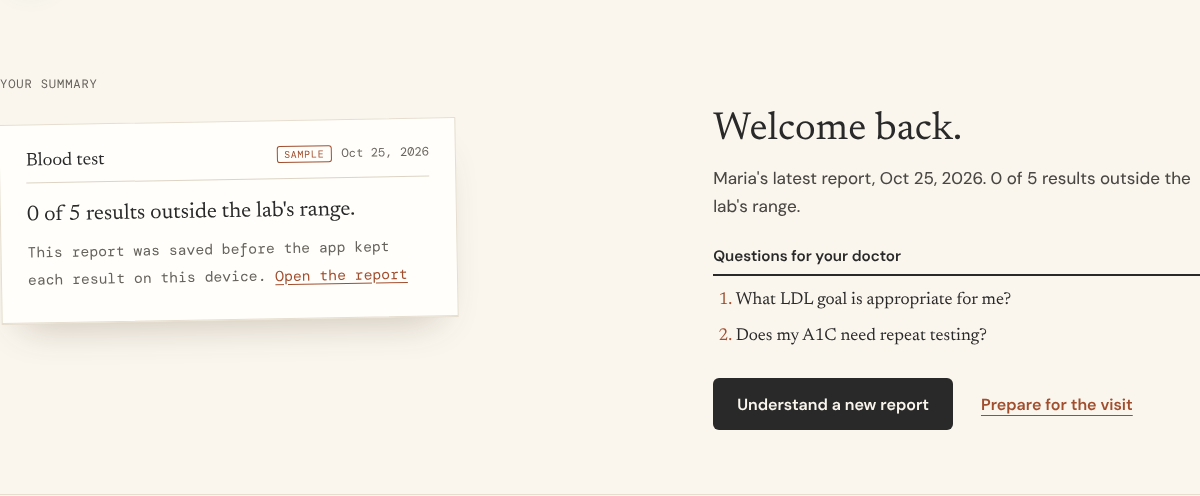 YOUR SUMMARY
Blood test
SAMPLE Oct 25, 2026
0 of 5 results outside the lab's range.
This report was saved before the app kept
each result on this device. Open the report
Welcome back.
Maria's latest report, Oct 25, 2026. 0 of 5 results outside the
lab's range.
Questions for your doctor
1. What LDL goal is appropriate for me?
2. Does my A1C need repeat testing?
Understand a new report
Prepare for the visit